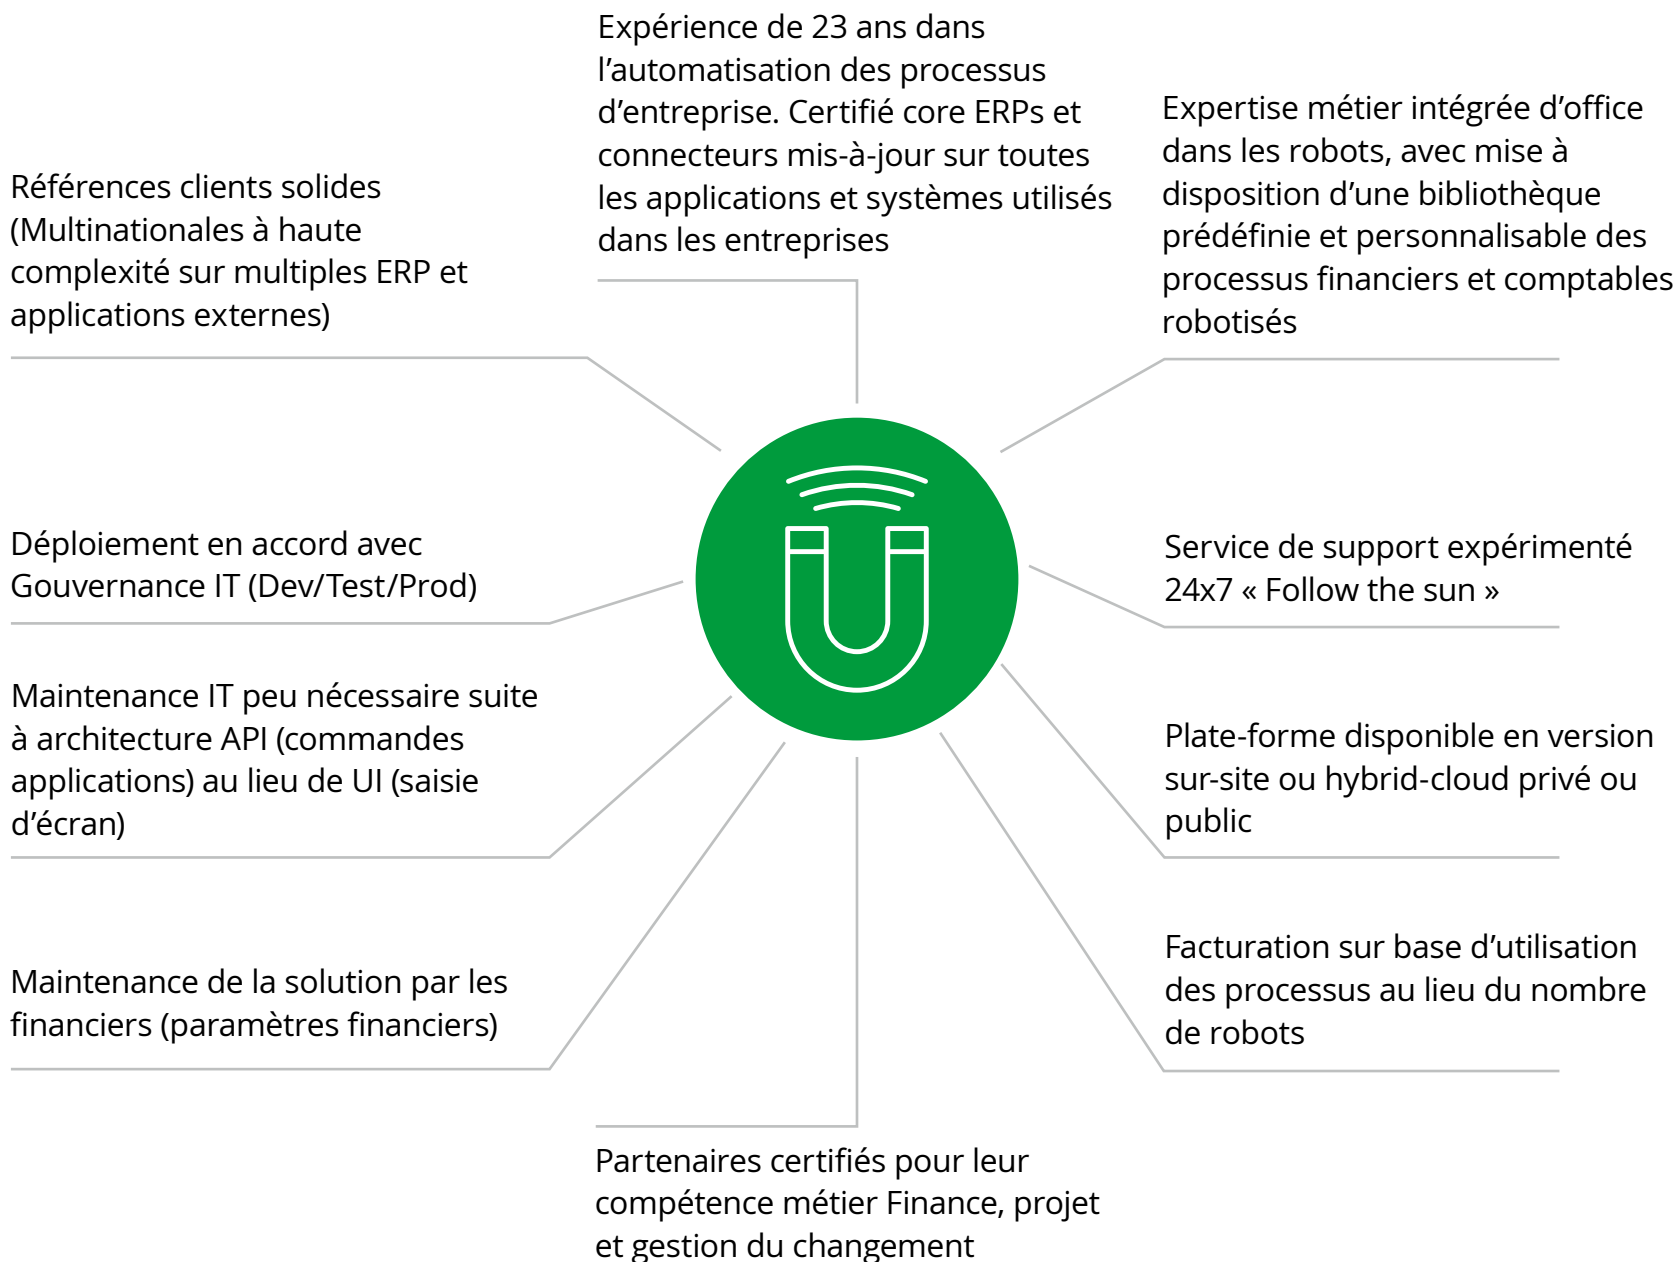 Expérience de 23 ans dans
l’automatisation des processus
d’entreprise. Certifié core ERPs et
connecteurs mis-à-jour sur toutes
les applications et systèmes utilisés
dans les entreprises
Expertise métier intégrée d’office
dans les robots, avec mise à
disposition d’une bibliothèque
prédéfinie et personnalisable des
processus financiers et comptables
robotisés
Références clients solides
(Multinationales à haute
complexité sur multiples ERP et
applications externes)
Déploiement en accord avec
Gouvernance IT (Dev/Test/Prod)
Service de support expérimenté
24x7 « Follow the sun »
Maintenance IT peu nécessaire suite
à architecture API (commandes
applications) au lieu de UI (saisie
d’écran)
Plate-forme disponible en version
sur-site ou hybrid-cloud privé ou
public
Maintenance de la solution par les
financiers (paramètres financiers)
Facturation sur base d’utilisation
des processus au lieu du nombre
de robots
Partenaires certifiés pour leur
compétence métier Finance, projet
et gestion du changement